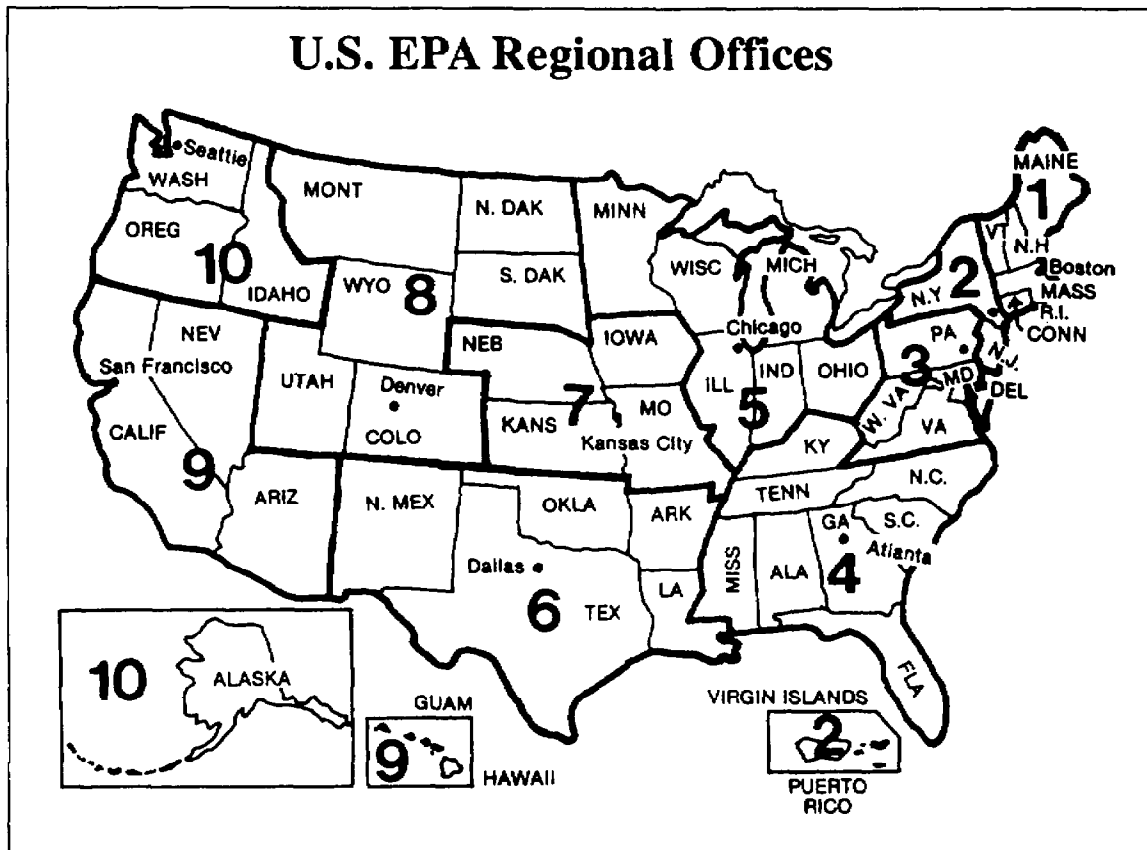 U.S. EPA Regional Offices
Seattle
WASH
OREG
10
IDAHO
MONT
WYO
8
N. DAK
S. DAK
MINN
WISC
MICH
MAINE
1
VT
N.H
Boston
MASS
R.I.
CONN
2
N.Y
N.J.
PA
3
MD
DEL
W. VA
VA
NEV
San Francisco
CALIF
9
UTAH
ARIZ
Denver
COLO
NEB
7
KANS
IOWA
MO
Kansas City
Chicago
ILL
5
IND
OHIO
KY
TENN
N.C.
S.C.
GA
Atlanta
4
MISS
ALA
FLA
N. MEX
OKLA
ARK
Dallas
6
TEX
LA
10
ALASKA
GUAM
9
HAWAII
VIRGIN ISLANDS
2
PUERTO
RICO